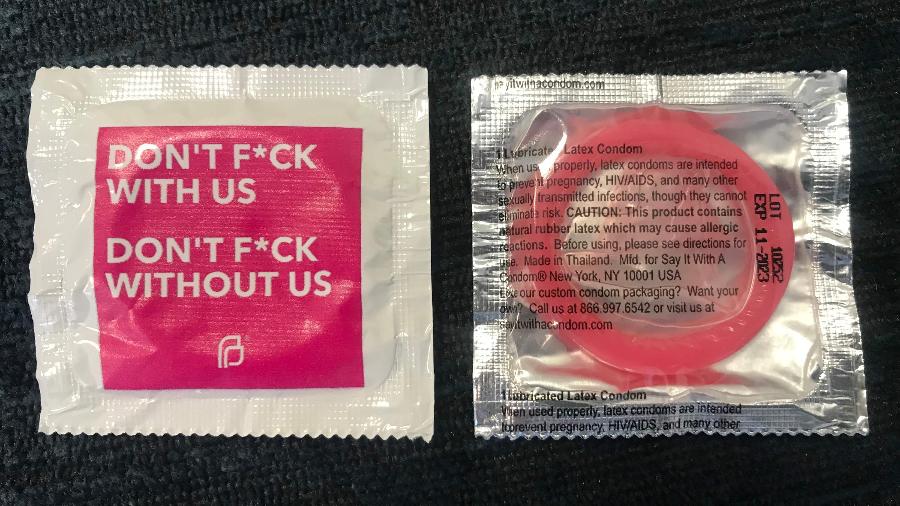 DON'T F*CK
WITH US
DON'T F*CK
WITHOUT US
sayitwithacondom.com
1 Lubricated Latex Condom
When used properly, latex condoms are intended
to prevent pregnancy, HIV/AIDS, and many other
sexually transmitted infections, though they cannot
eliminate risk. CAUTION: This product contains
natural rubber latex which may cause allergic
reactions. Before using, please see directions for
use. Made in Thailand. Mfd. for Say It With A
Condom® New York, NY 10001 USA
Like our custom condom packaging? Want your
own? Call us at 866.997.6542 or visit us at
sayitwithacondom.com
LOT
EXP 11-2023
1 Lubricated Latex Condom
When used properly, latex condoms are intended
to prevent pregnancy, HIV/AIDS, and many other